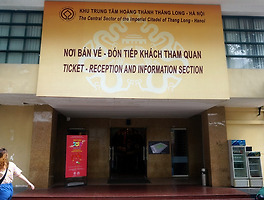 KHU TRUNG TÂM HOÀNG THÀNH THĂNG LONG - HÀ NỘI
The Central Sector of the Imperial Citadel of Thang Long - Hanoi
NƠI BÁN VÉ - ĐÓN TIẾP KHÁCH THAM QUAN
TICKET - RECEPTION AND INFORMATION SECTION